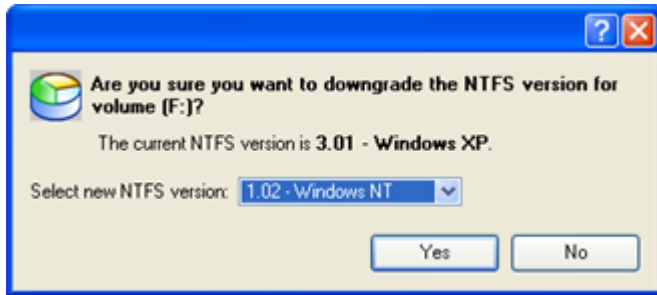 Are you sure you want to downgrade the NTFS version for
volume (F:)?
The current NTFS version is 3.01 - Windows XP.
Select new NTFS version: 1.02 - Windows NT
Yes No